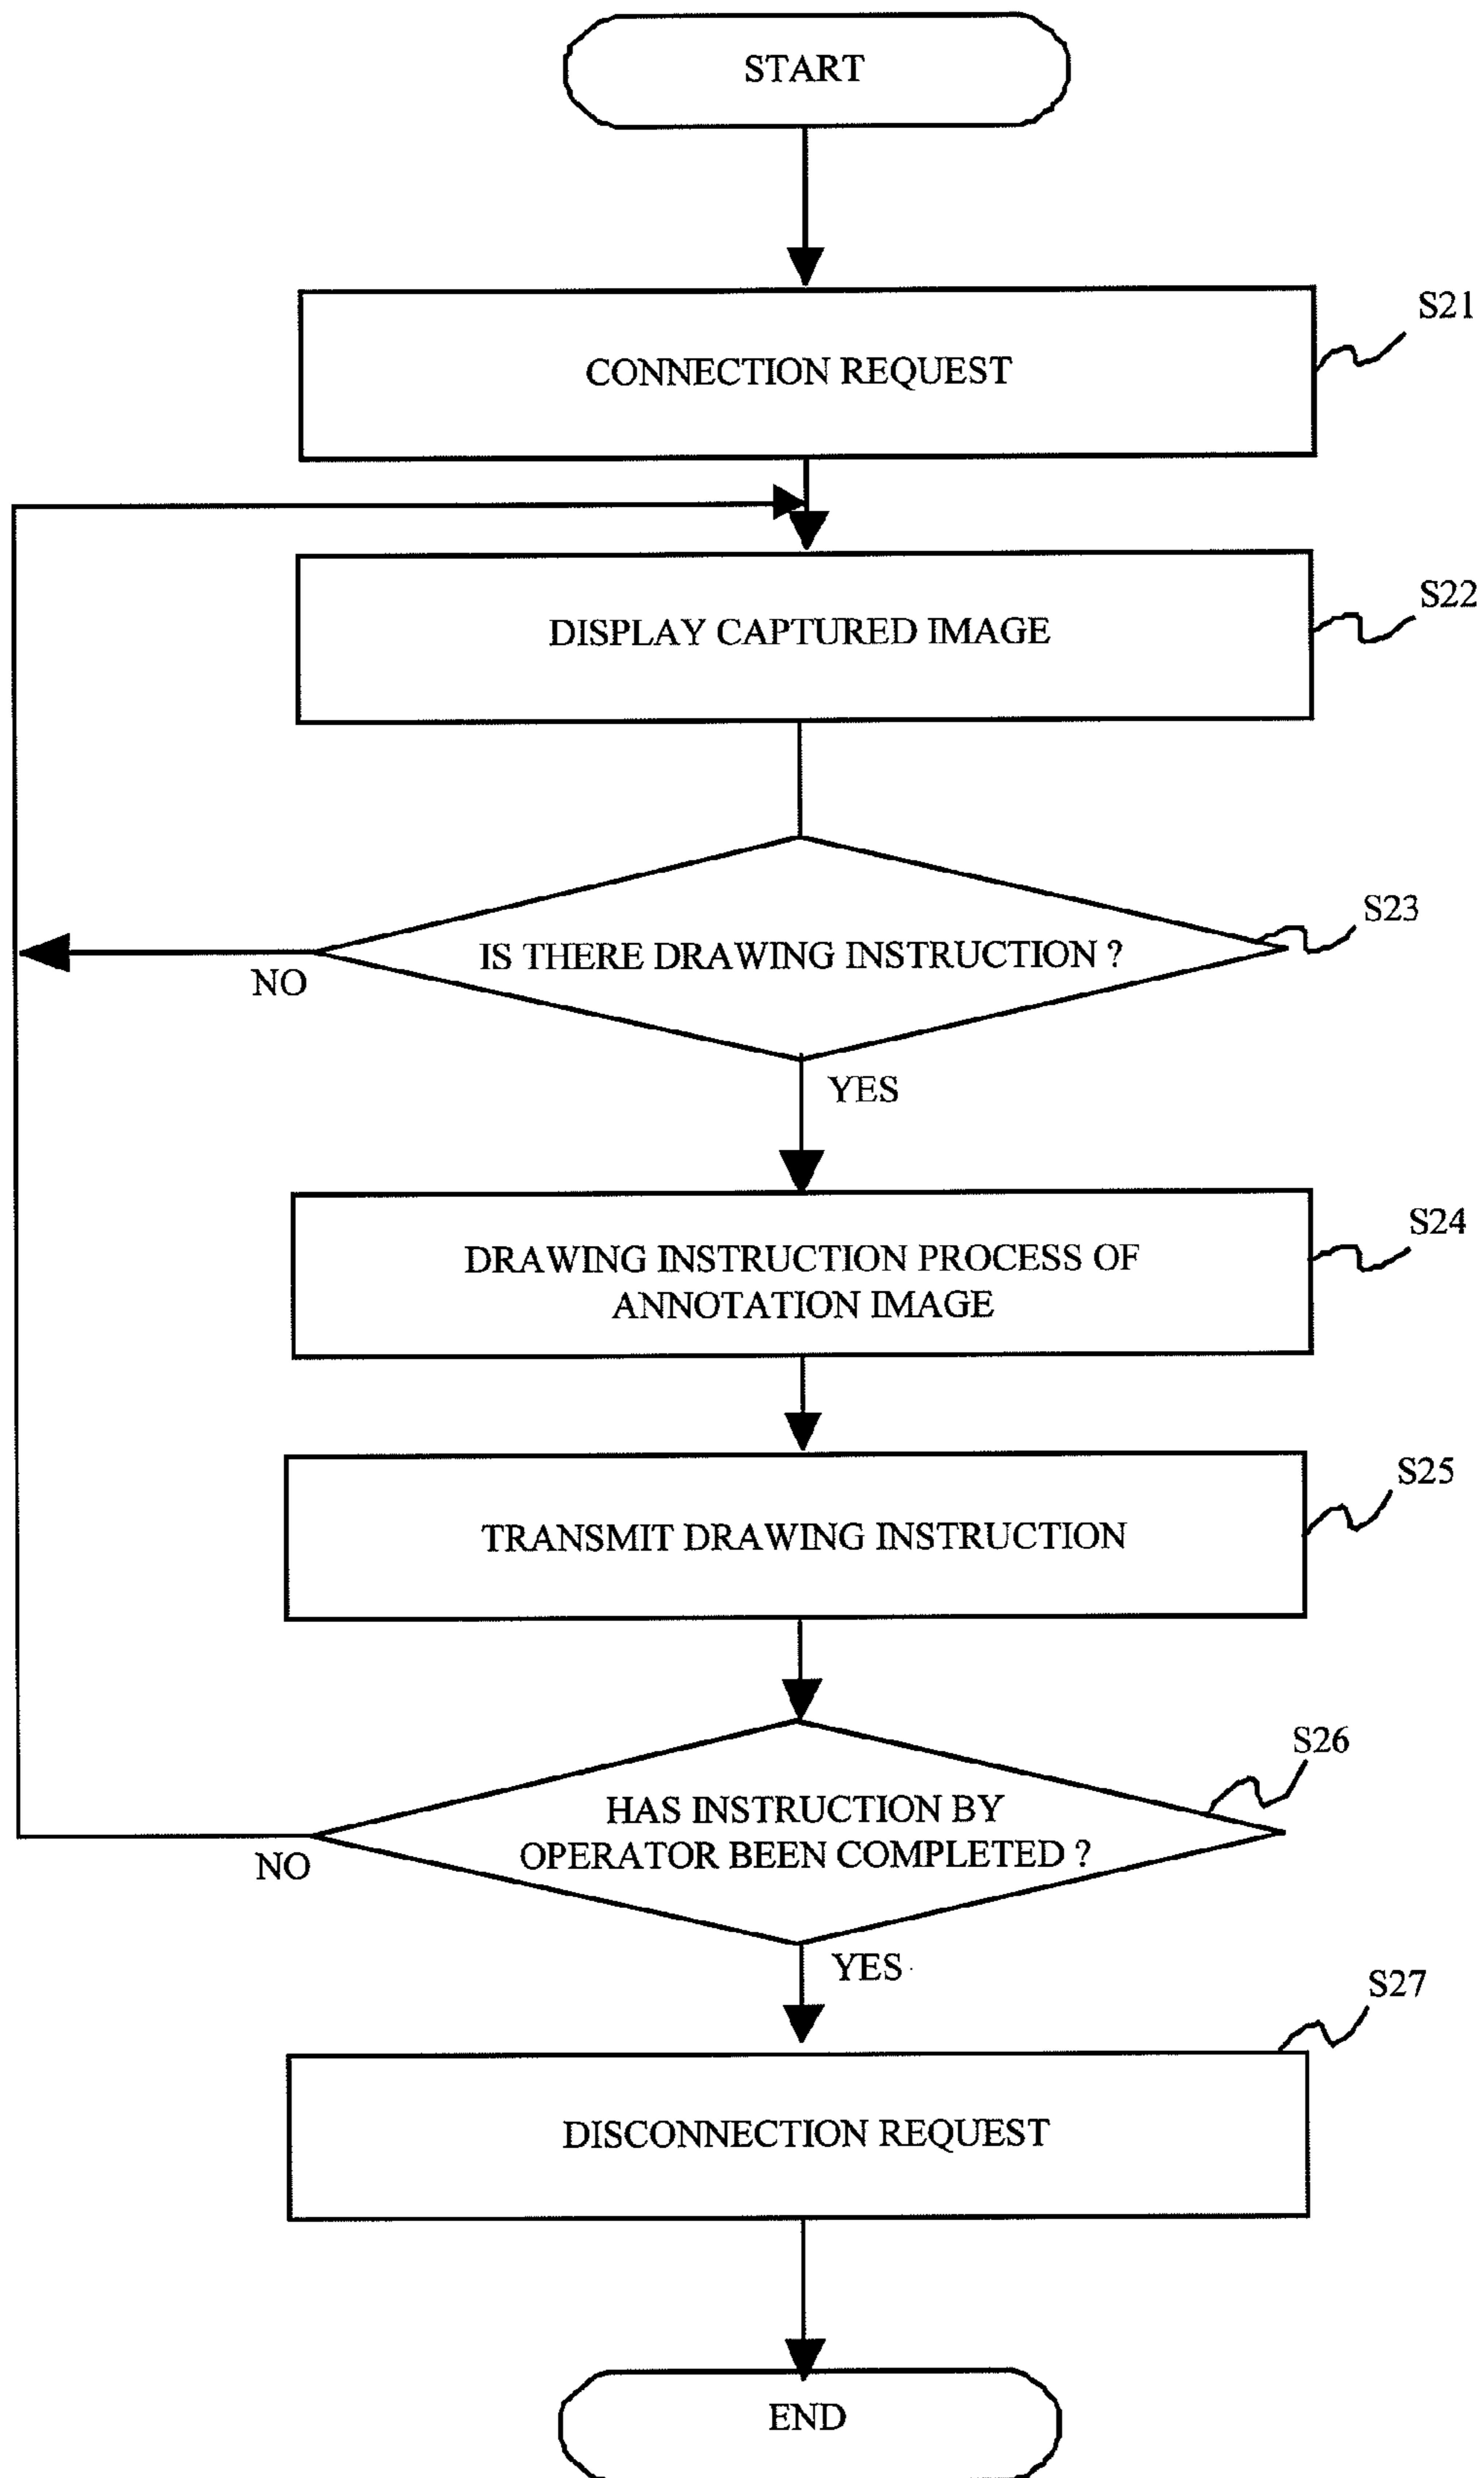 START
CONNECTION REQUEST
S21
DISPLAY CAPTURED IMAGE
S22
IS THERE DRAWING INSTRUCTION ?
S23
NO
YES
DRAWING INSTRUCTION PROCESS OF
ANNOTATION IMAGE
S24
TRANSMIT DRAWING INSTRUCTION
S25
HAS INSTRUCTION BY
OPERATOR BEEN COMPLETED ?
S26
NO
YES
DISCONNECTION REQUEST
S27
END